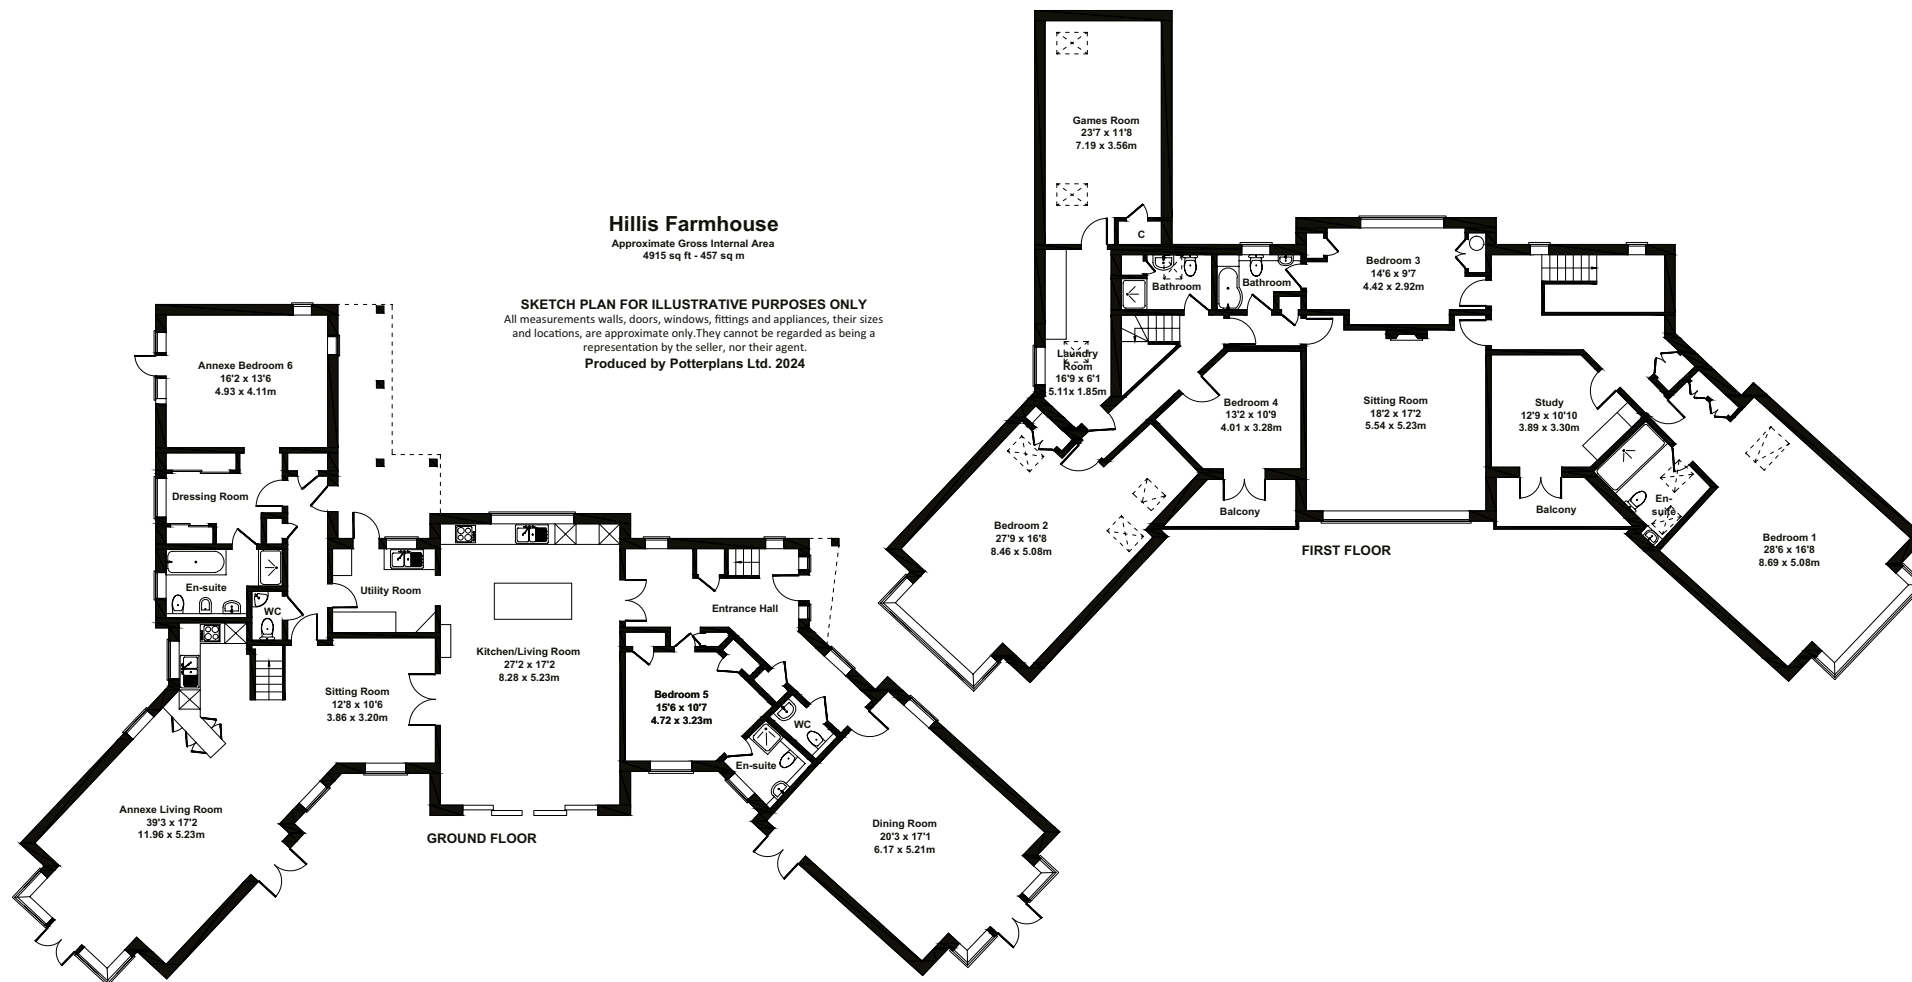 Hillis Farmhouse
Approximate Gross Internal Area
4915 sq ft - 457 sq m
SKETCH PLAN FOR ILLUSTRATIVE PURPOSES ONLY
All measurements walls, doors, windows, fittings and appliances, their sizes
and locations, are approximate only.They cannot be regarded as being a
representation by the seller, nor their agent.
Produced by Potterplans Ltd. 2024
Annexe Bedroom 6
16'2 x 13'6
4.93 x 4.11m
Dressing Room
En-suite
WC
Utility Room
Sitting Room
12'8 x 10'6
3.86 x 3.20m
Annexe Living Room
39'3 x 17'2
11.96 x 5.23m
Kitchen/Living Room
27'2 x 17'2
8.28 x 5.23m
Entrance Hall
Bedroom 5
15'6 x 10'7
4.72 x 3.23m
WC
En-suite
Dining Room
20'3 x 17'1
6.17 x 5.21m
GROUND FLOOR
Games Room
23'7 x 11'8
7.19 x 3.56m
C
Bathroom
Bathroom
Bedroom 3
14'6 x 9'7
4.42 x 2.92m
Laundry
Room
16'9 x 6'1
5.11x 1.85m
Bedroom 4
13'2 x 10'9
4.01 x 3.28m
Sitting Room
18'2 x 17'2
5.54 x 5.23m
Study
12'9 x 10'10
3.89 x 3.30m
Balcony
Balcony
En-
suite
Bedroom 2
27'9 x 16'8
8.46 x 5.08m
Bedroom 1
28'6 x 16'8
8.69 x 5.08m
FIRST FLOOR